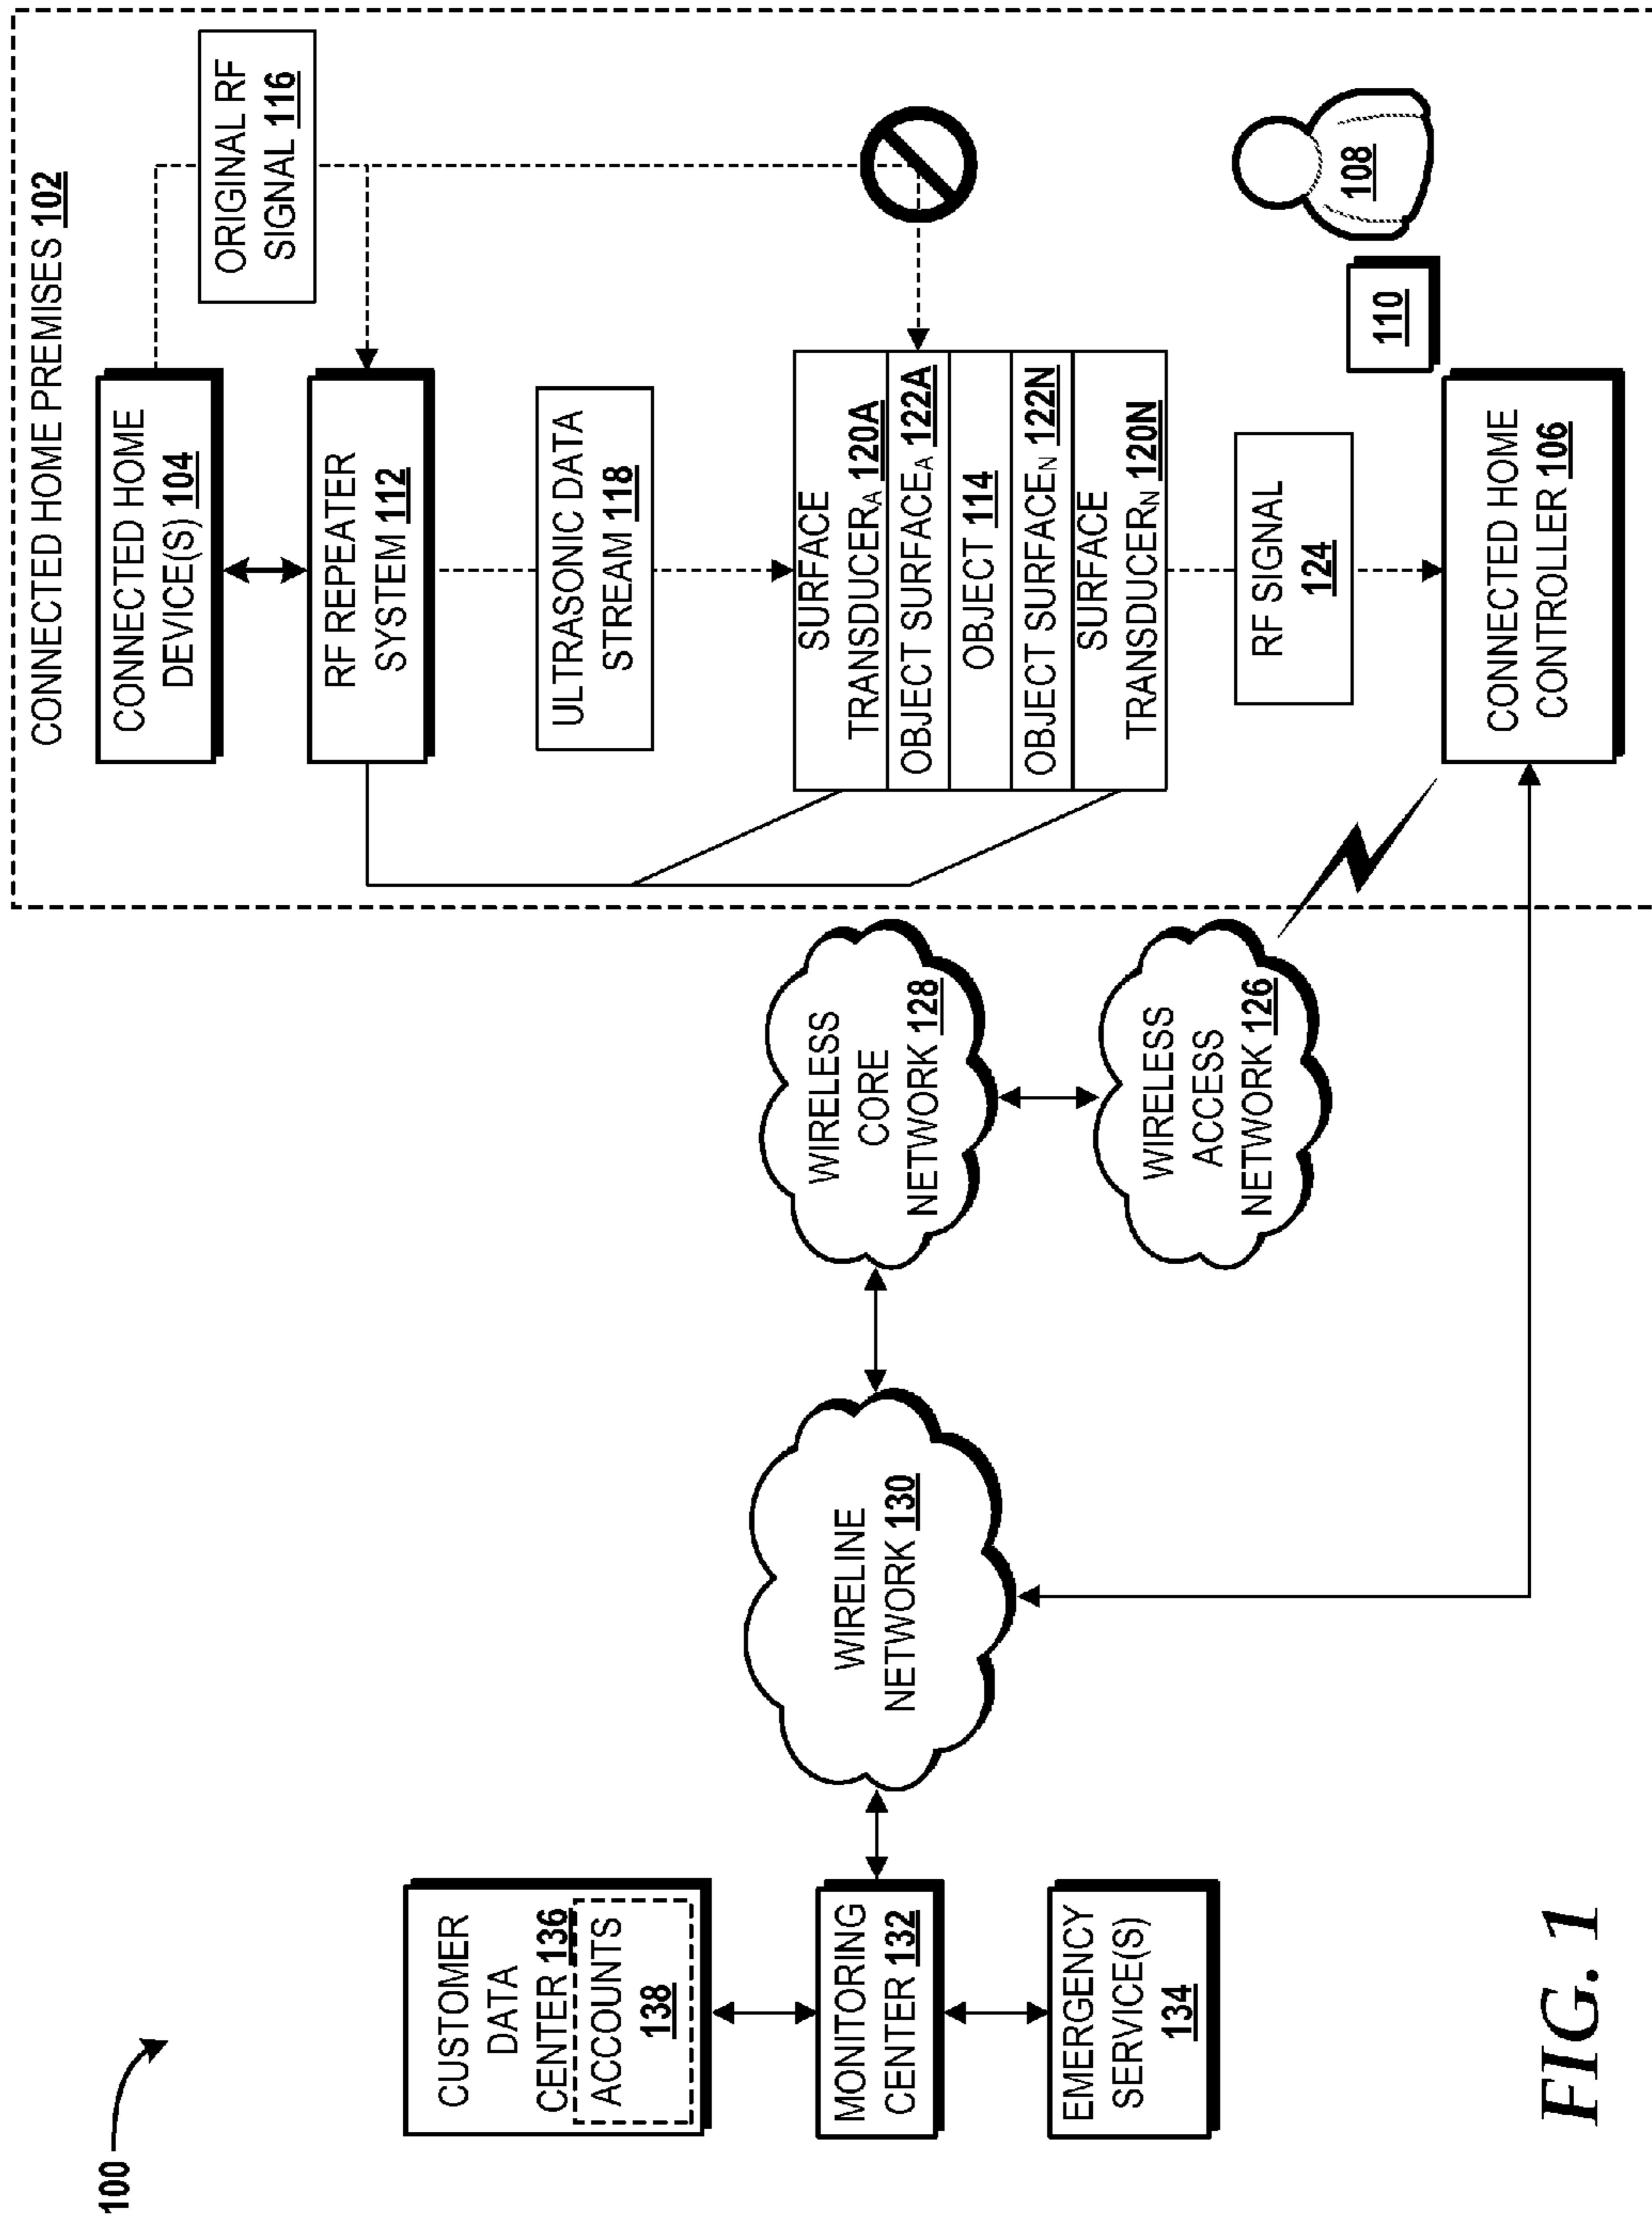 100
CUSTOMER
DATA
CENTER 136
ACCOUNTS
138
MONITORING
CENTER 132
EMERGENCY
SERVICE(S)
134
WIRELINE
NETWORK 130
WIRELESS
CORE
NETWORK 128
WIRELESS
ACCESS
NETWORK 126
CONNECTED HOME PREMISES 102
CONNECTED HOME
DEVICE(S) 104
ORIGINAL RF
SIGNAL 116
RF REPEATER
SYSTEM 112
ULTRASONIC DATA
STREAM 118
SURFACE
TRANSDUCERA 120A
OBJECT SURFACEA 122A
OBJECT 114
OBJECT SURFACEN 122N
SURFACE
TRANSDUCERN 120N
RF SIGNAL
124
108
110
CONNECTED HOME
CONTROLLER 106
FIG. 1